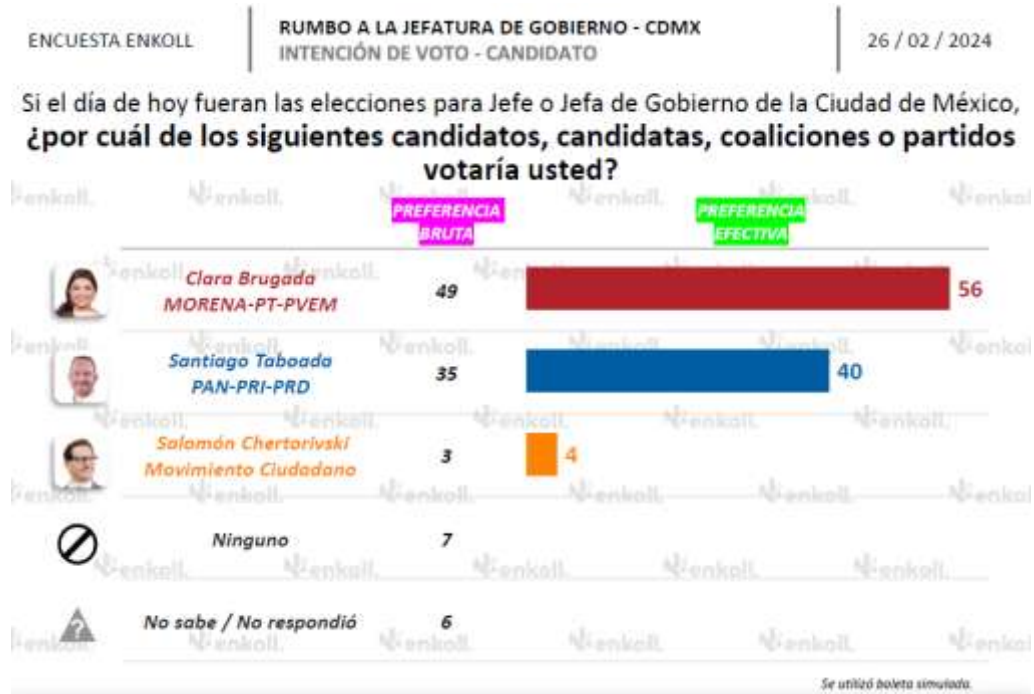 ENCUESTA ENKOLL
RUMBO A LA JEFATURA DE GOBIERNO - CDMX
INTENCIÓN DE VOTO - CANDIDATO
26 / 02 / 2024
Si el día de hoy fueran las elecciones para Jefe o Jefa de Gobierno de la Ciudad de México,
¿por cuál de los siguientes candidatos, candidatas, coaliciones o partidos
votaría usted?
PREFERENCIA
BRUTA
PREFERENCIA
EFECTIVA
Clara Brugada
MORENA-PT-PVEM
49
56
Santiago Taboada
PAN-PRI-PRD
35
40
Salomón Chertorivski
Movimiento Ciudadano
3
4
Ninguno
7
No sabe / No respondió
6
Se utilizó boleta simulada.
enkoll.